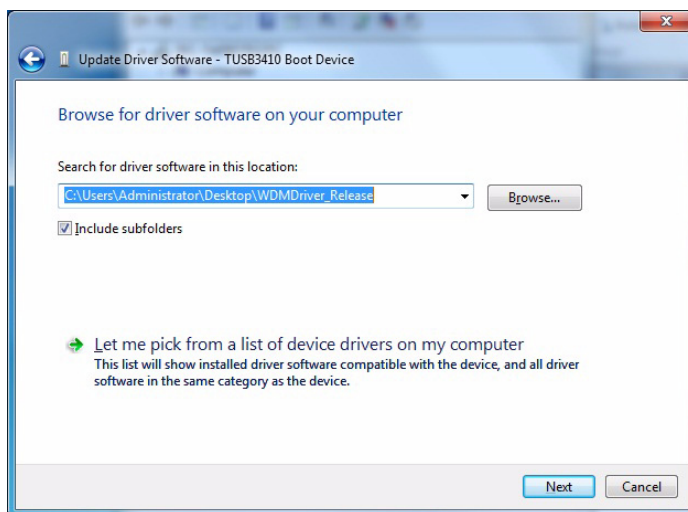 Update Driver Software - TUSB3410 Boot Device
Browse for driver software on your computer
Search for driver software in this location:
C:\Users\Administrator\Desktop\WDMDriver_Release
Browse...
Include subfolders
Let me pick from a list of device drivers on my computer
This list will show installed driver software compatible with the device, and all driver
software in the same category as the device.
Next
Cancel